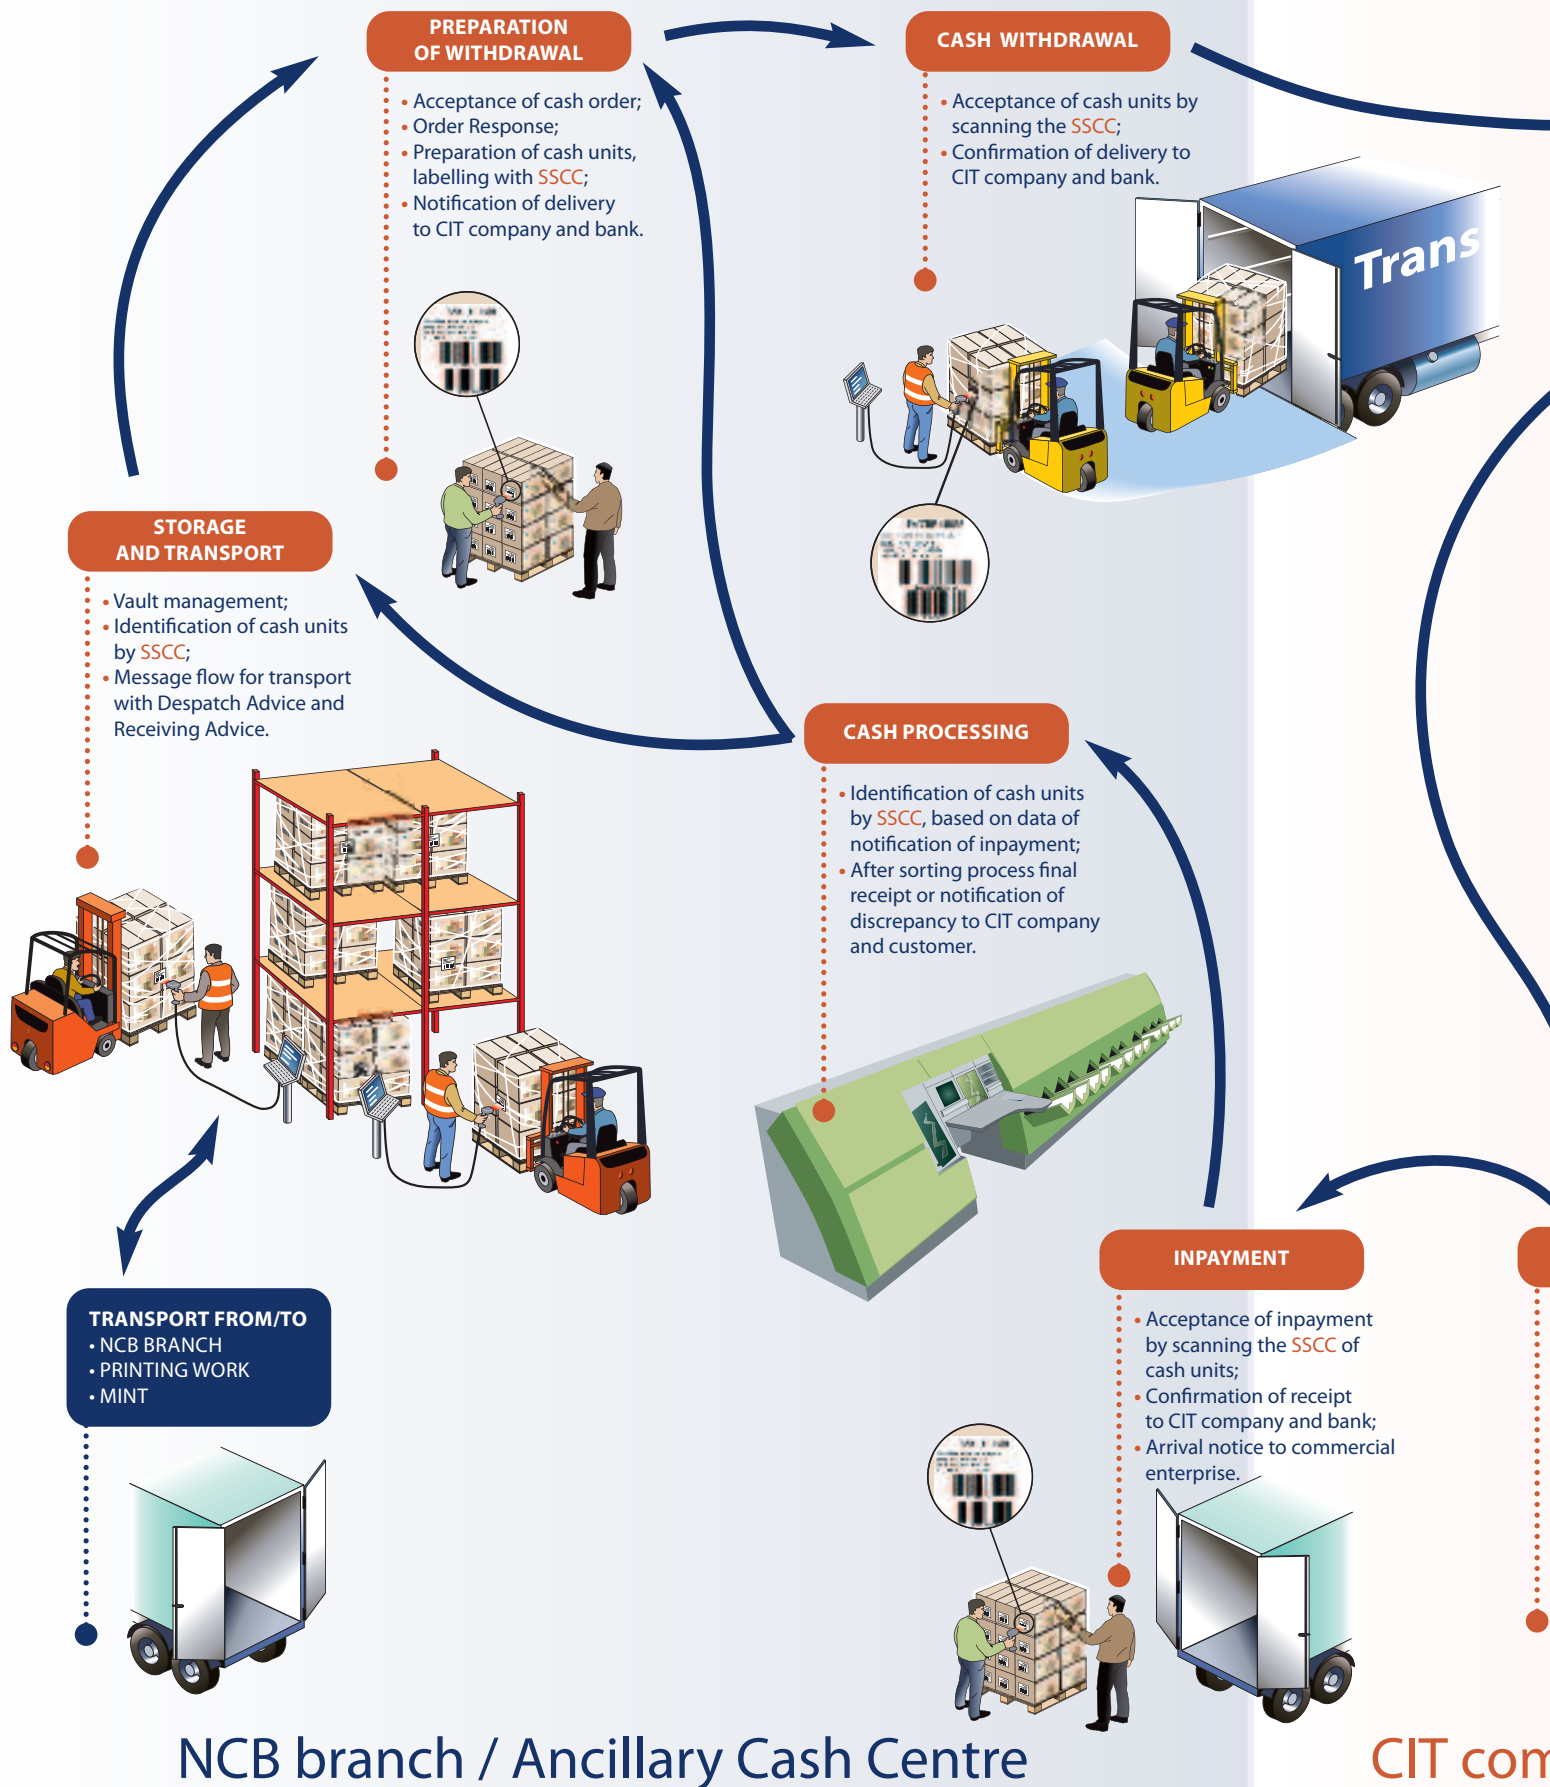 PREPARATION
OF WITHDRAWAL
• Acceptance of cash order;
• Order Response;
• Preparation of cash units,
labelling with SSCC;
• Notification of delivery
to CIT company and bank.
CASH WITHDRAWAL
• Acceptance of cash units by
scanning the SSCC;
• Confirmation of delivery to
CIT company and bank.
Trans
STORAGE
AND TRANSPORT
• Vault management;
• Identification of cash units
by SSCC;
• Message flow for transport
with Despatch Advice and
Receiving Advice.
CASH PROCESSING
• Identification of cash units
by SSCC, based on data of
notification of inpayment;
• After sorting process final
receipt or notification of
discrepancy to CIT company
and customer.
INPAYMENT
• Acceptance of inpayment
by scanning the SSCC of
cash units;
• Confirmation of receipt
to CIT company and bank;
• Arrival notice to commercial
enterprise.
TRANSPORT FROM/TO
• NCB BRANCH
• PRINTING WORK
• MINT
NCB branch / Ancillary Cash Centre
CIT com